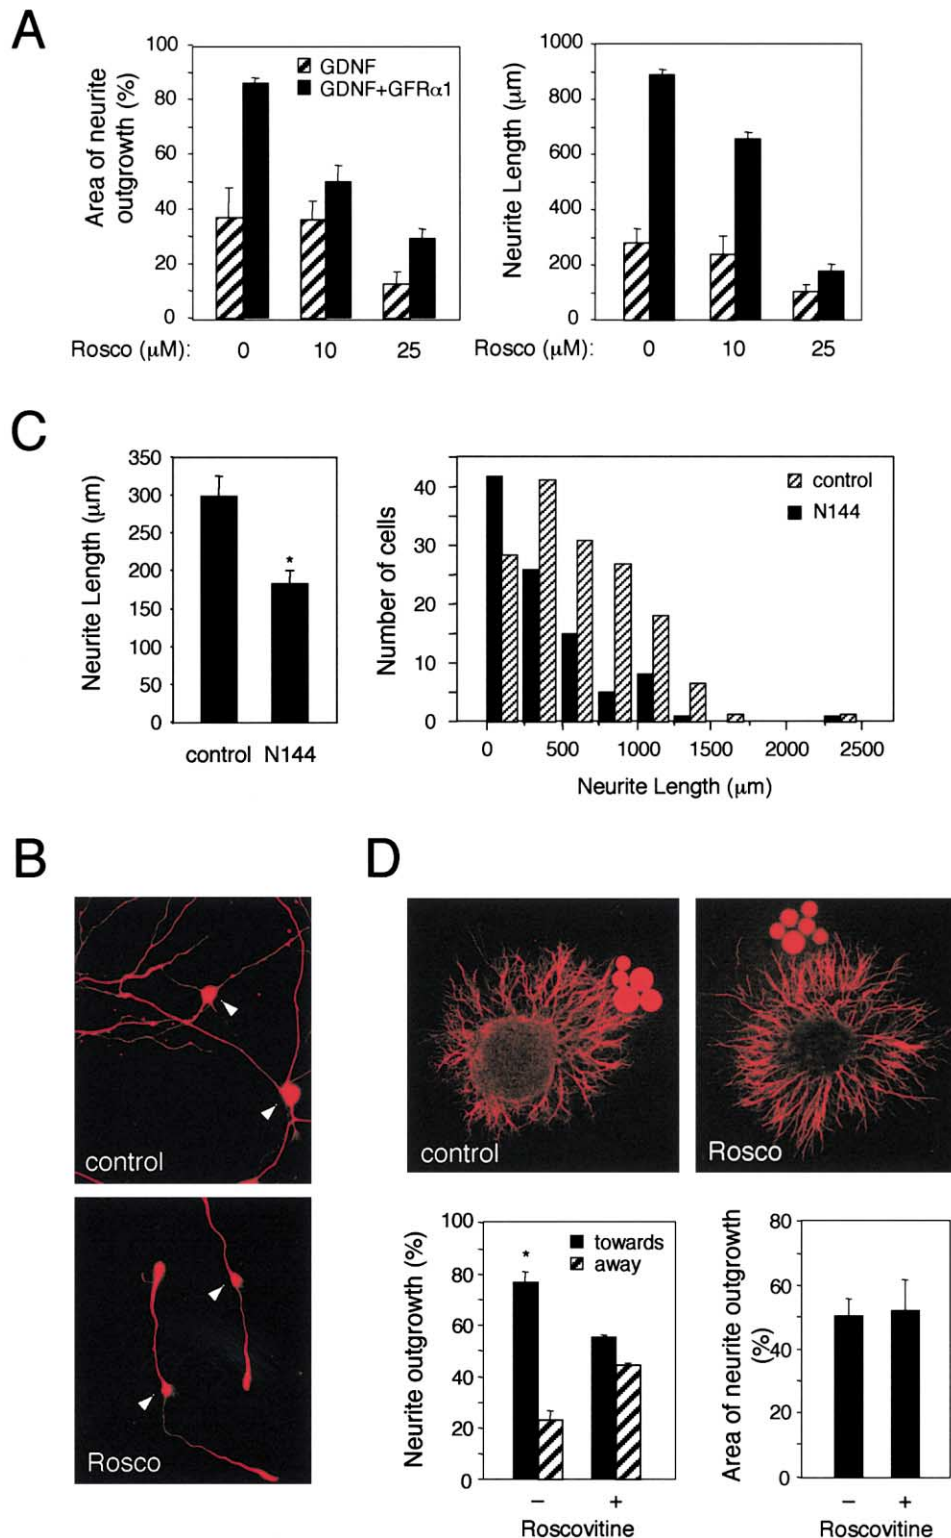 A
Area of neurite
outgrowth (%)
100
80
60
40
20
0
GDNF
GDNF+GFRα1
Rosco (μM): 0 10 25
Neurite Length (μm)
1000
800
600
400
200
0
Rosco (μM): 0 10 25
C
Neurite Length (μm)
350
300
250
200
150
100
50
0
*
control N144
Number of cells
40
30
20
10
0
control
N144
0 500 1000 1500 2000 2500
Neurite Length (μm)
B
control
Rosco
D
control
Rosco
Neurite outgrowth (%)
100
80
60
40
20
0
*
towards
away
− +
Roscovitine
Area of neurite outgrowth
(%)
80
60
40
20
0
− +
Roscovitine